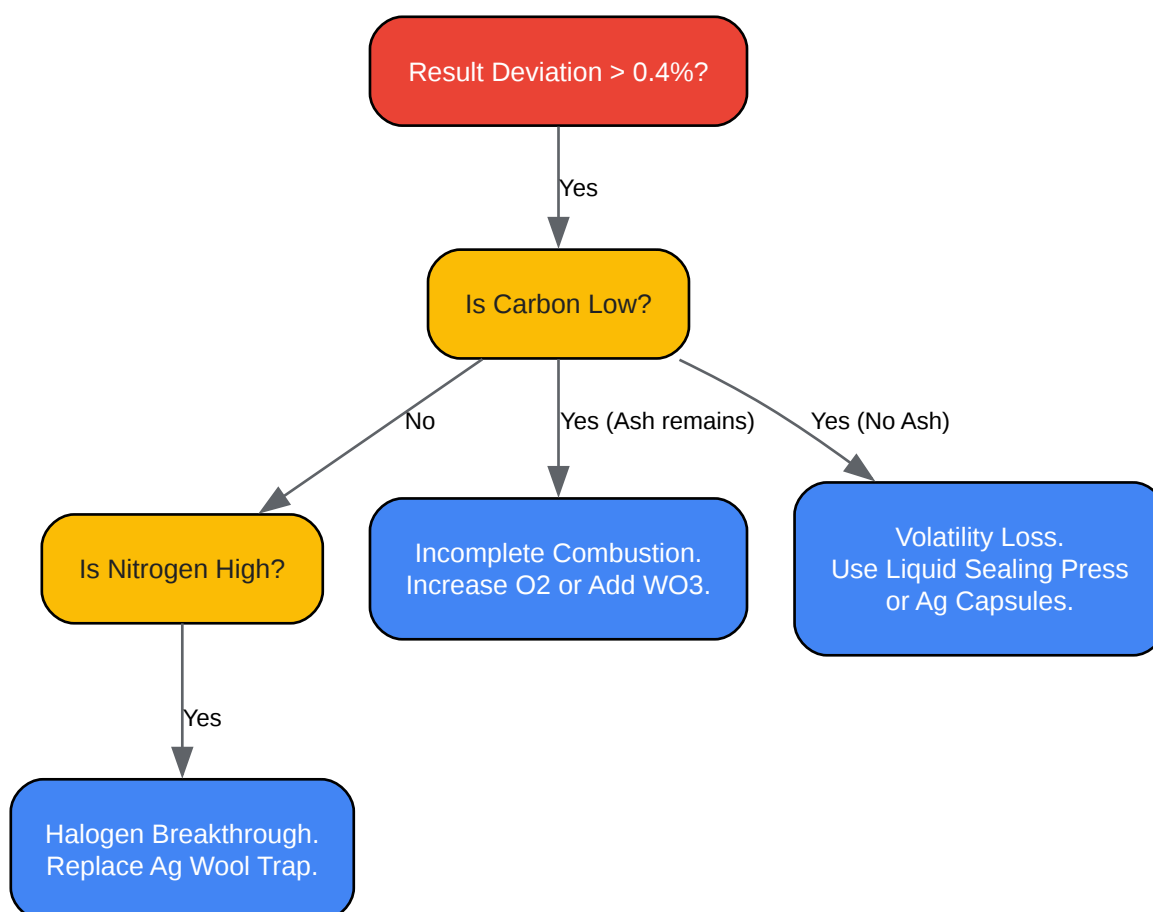 Result Deviation > 0.4%?
Yes
Is Carbon Low?
No
Yes (Ash remains)
Yes (No Ash)
Is Nitrogen High?
Incomplete Combustion.
Increase O2 or Add WO3.
Volatility Loss.
Use Liquid Sealing Press
or Ag Capsules.
Yes
Halogen Breakthrough.
Replace Ag Wool Trap.